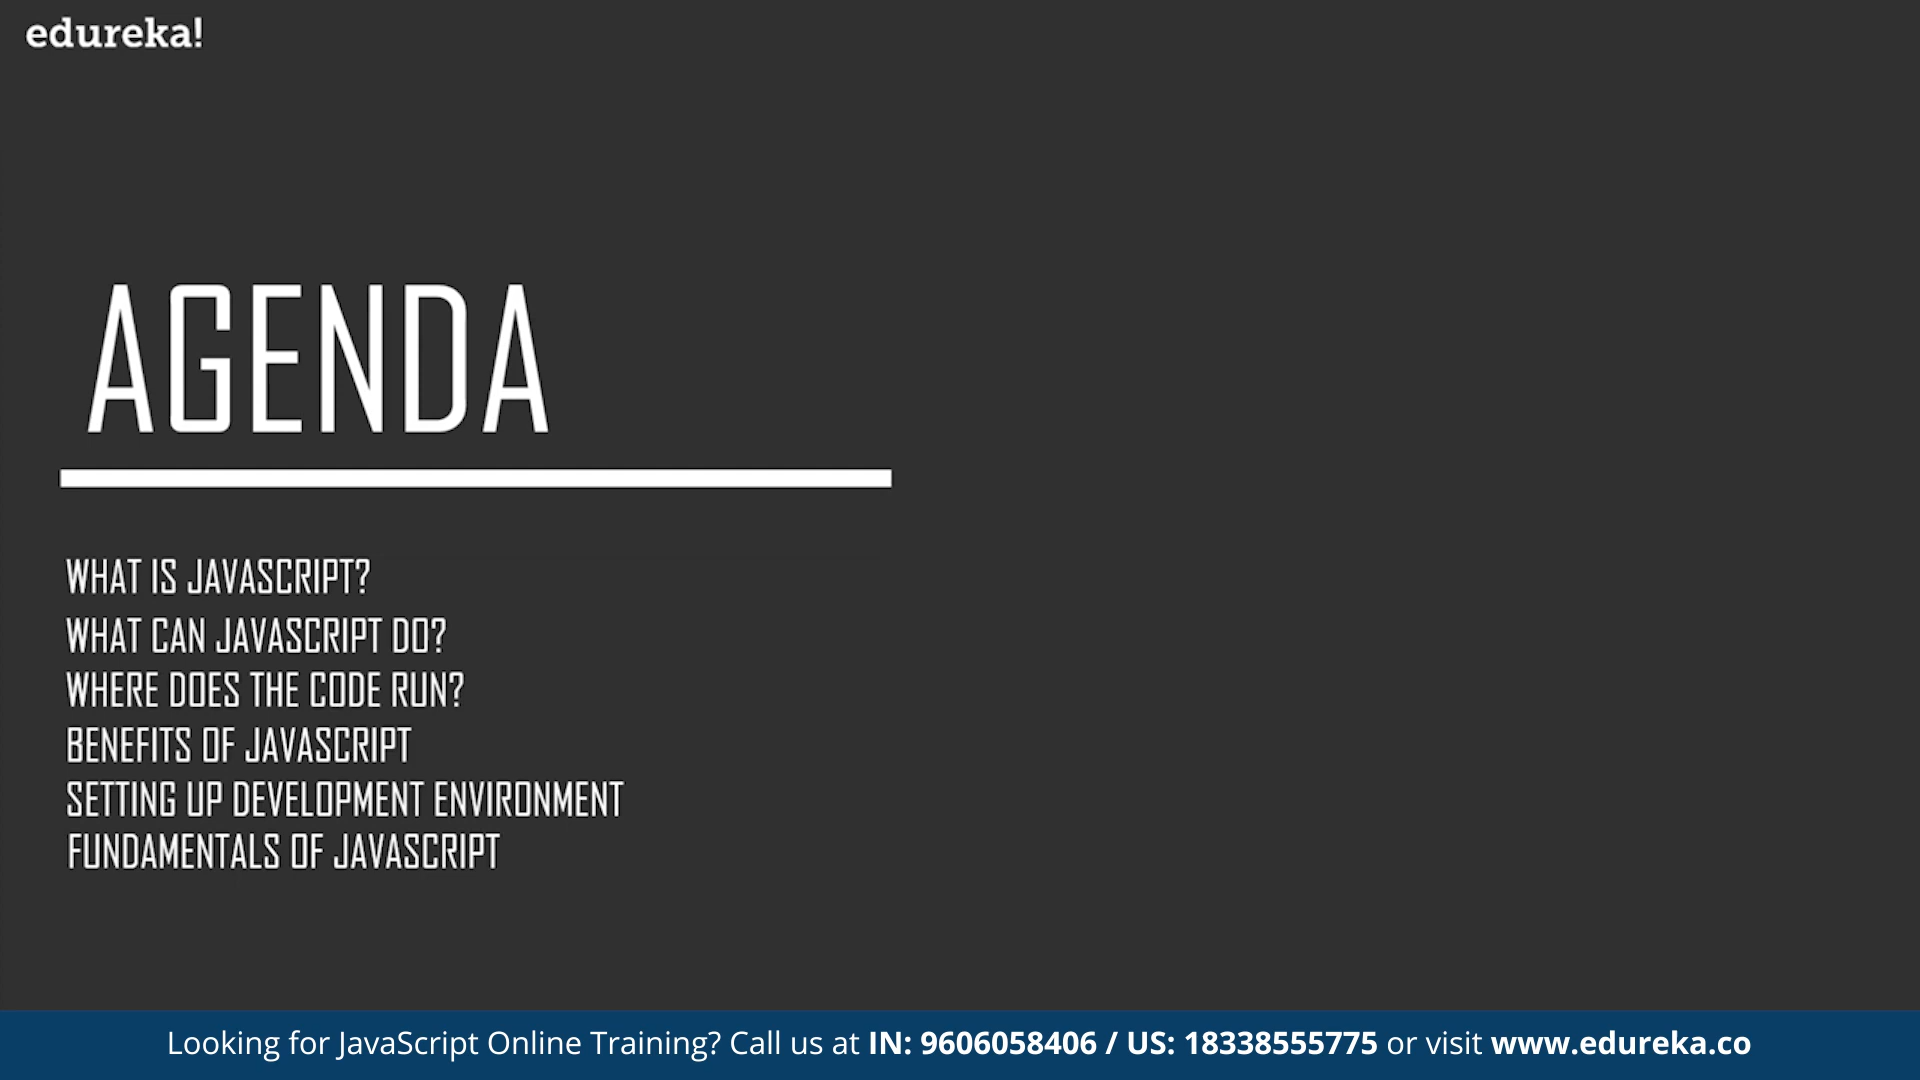 edureka!
AGENDA
WHAT IS JAVASCRIPT?
WHAT CAN JAVASCRIPT DO?
WHERE DOES THE CODE RUN?
BENEFITS OF JAVASCRIPT
SETTING UP DEVELOPMENT ENVIRONMENT
FUNDAMENTALS OF JAVASCRIPT
Looking for JavaScript Online Training? Call us at IN: 9606058406 / US: 18338555775 or visit www.edureka.co